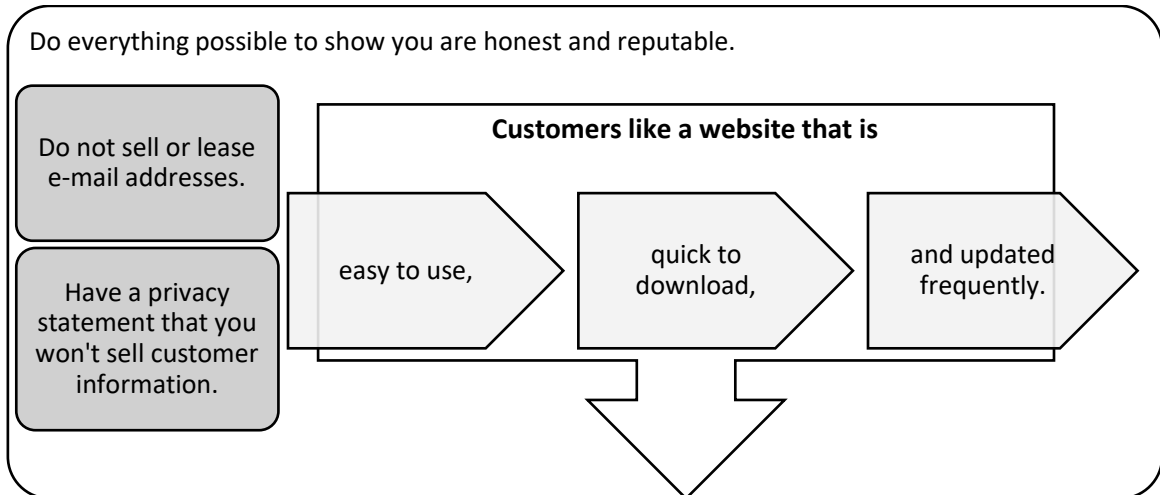 Do everything possible to show you are honest and reputable.
Do not sell or lease
e-mail addresses.
Have a privacy
statement that you
won't sell customer
information.
Customers like a website that is
easy to use,
quick to
download,
and updated
frequently.